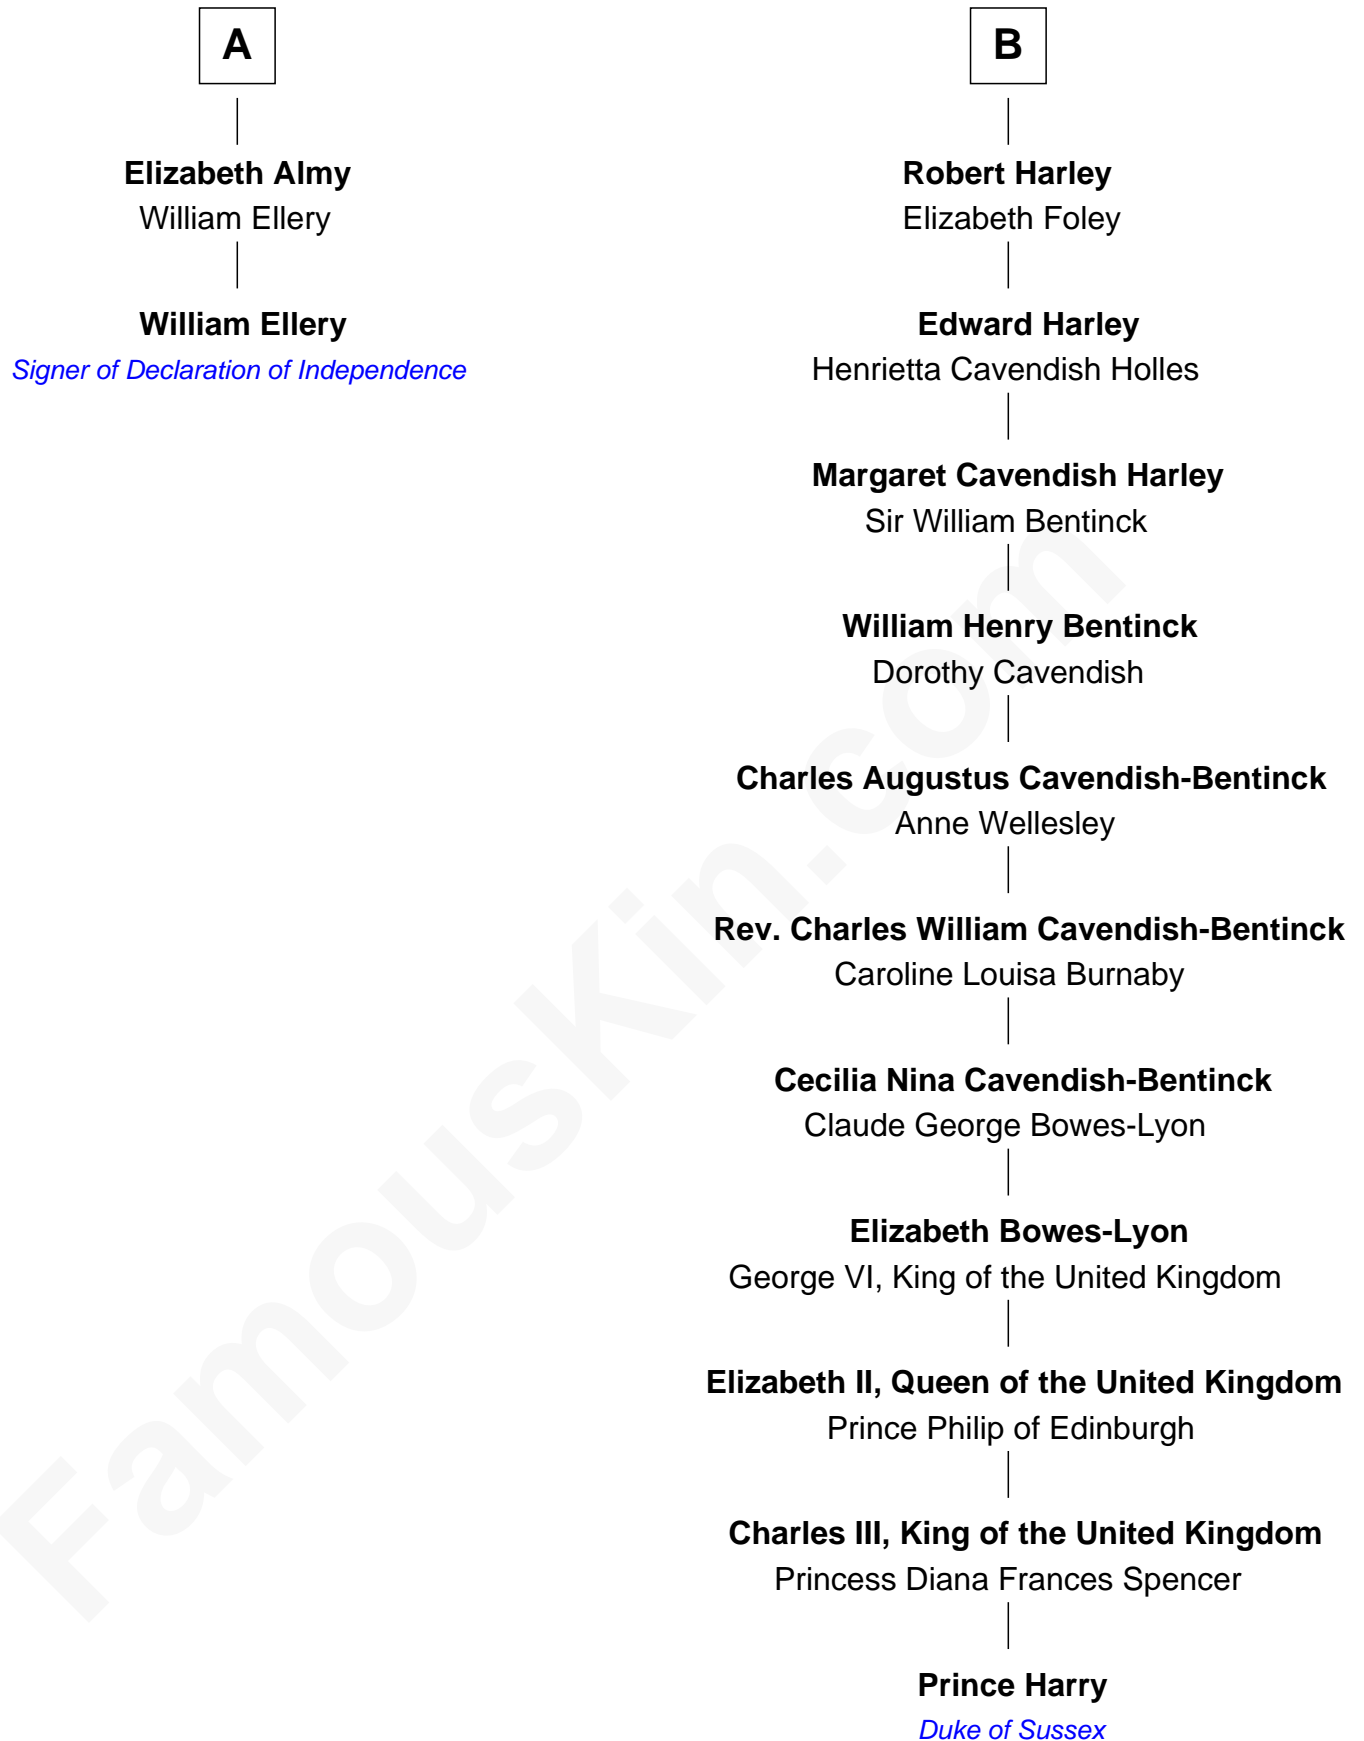 A
Elizabeth Almy
William Ellery
William Ellery
Signer of Declaration of Independence
B
Robert Harley
Elizabeth Foley
Edward Harley
Henrietta Cavendish Holles
Margaret Cavendish Harley
Sir William Bentinck
William Henry Bentinck
Dorothy Cavendish
Charles Augustus Cavendish-Bentinck
Anne Wellesley
Rev. Charles William Cavendish-Bentinck
Caroline Louisa Burnaby
Cecilia Nina Cavendish-Bentinck
Claude George Bowes-Lyon
Elizabeth Bowes-Lyon
George VI, King of the United Kingdom
Elizabeth II, Queen of the United Kingdom
Prince Philip of Edinburgh
Charles III, King of the United Kingdom
Princess Diana Frances Spencer
Prince Harry
Duke of Sussex
FamousKin.com